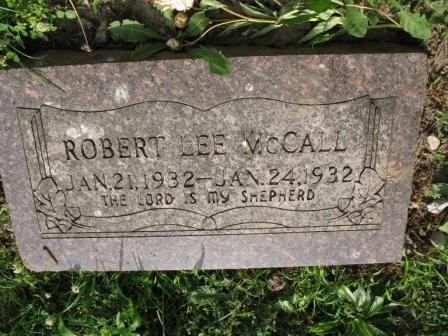 ROBERT LEE McCALL
JAN. 21, 1932 — JAN. 24, 1932
THE LORD IS MY SHEPHERD